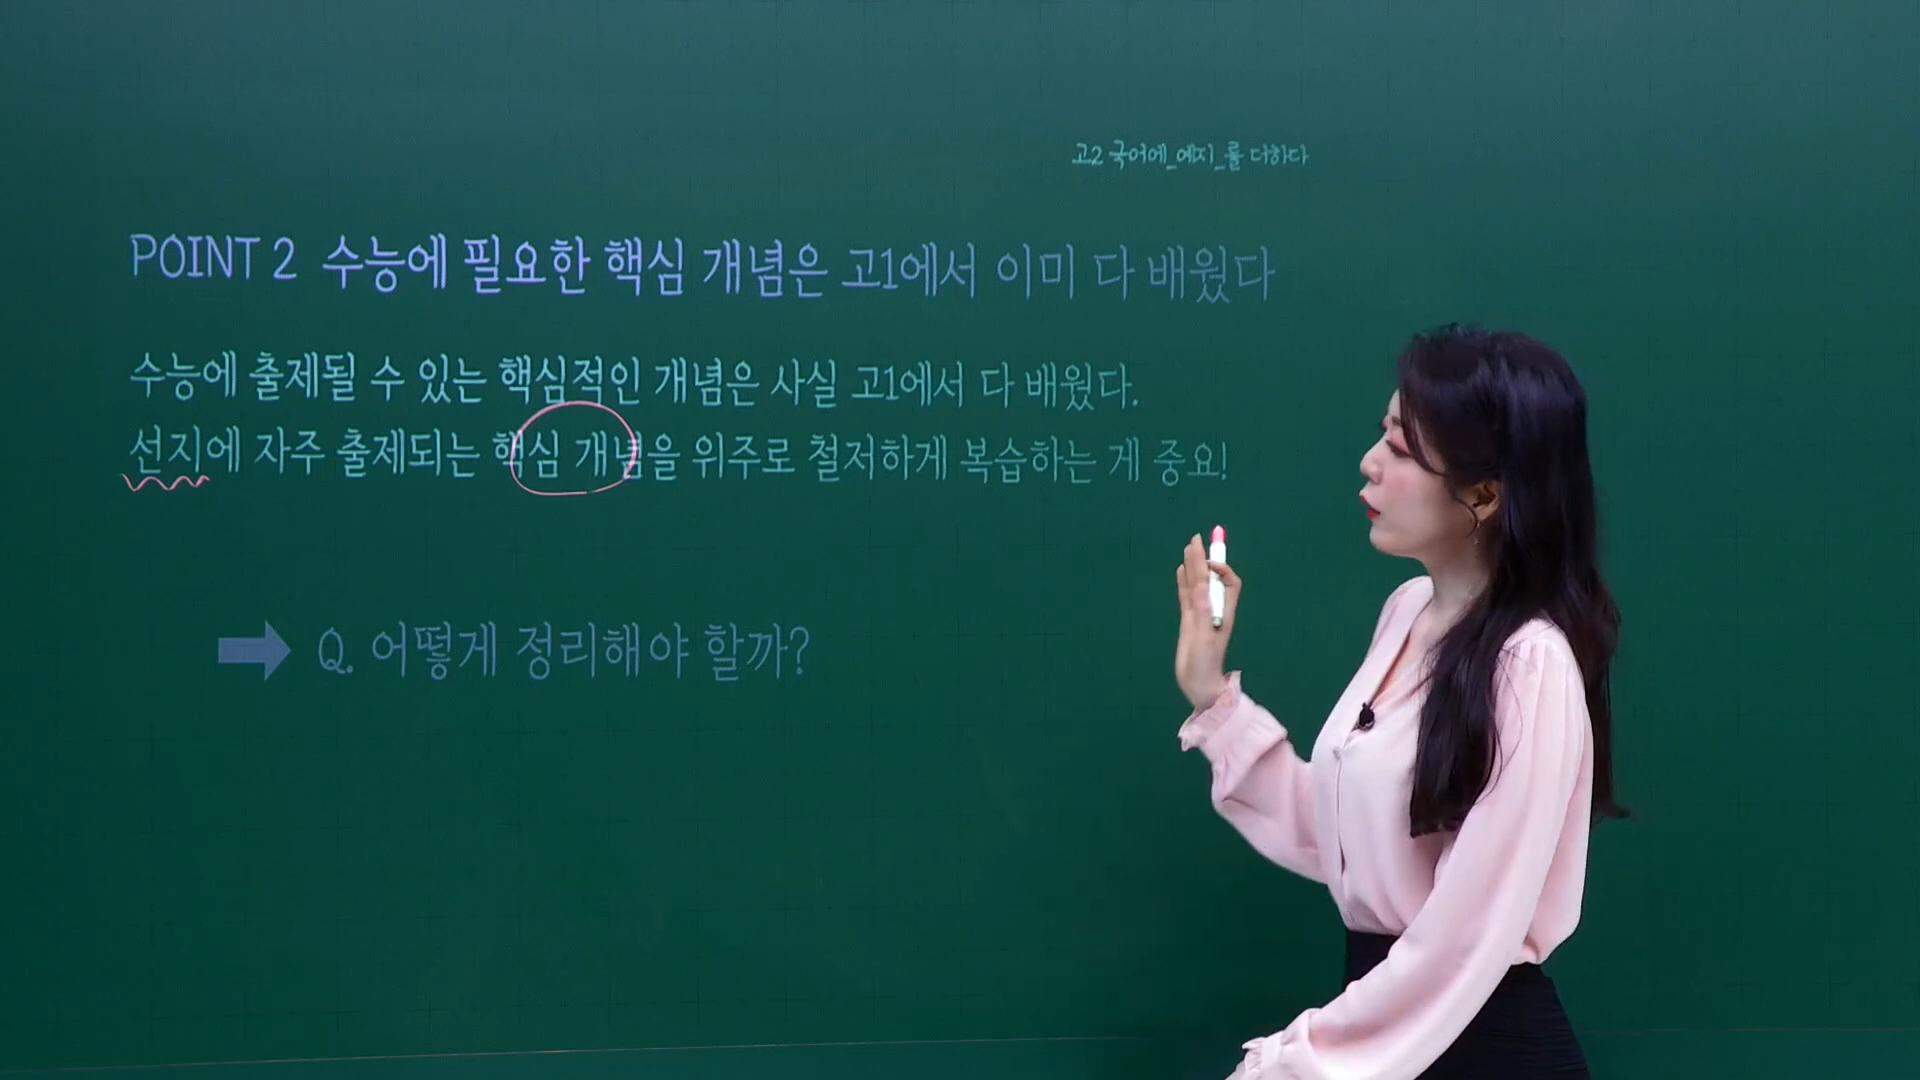 고2 국어에_예지_를 더하다
POINT 2 수능에 필요한 핵심 개념은 고1에서 이미 다 배웠다
수능에 출제될 수 있는 핵심적인 개념은 사실 고1에서 다 배웠다.
선지에 자주 출제되는 핵심 개념을 위주로 철저하게 복습하는 게 중요!
Q. 어떻게 정리해야 할까?